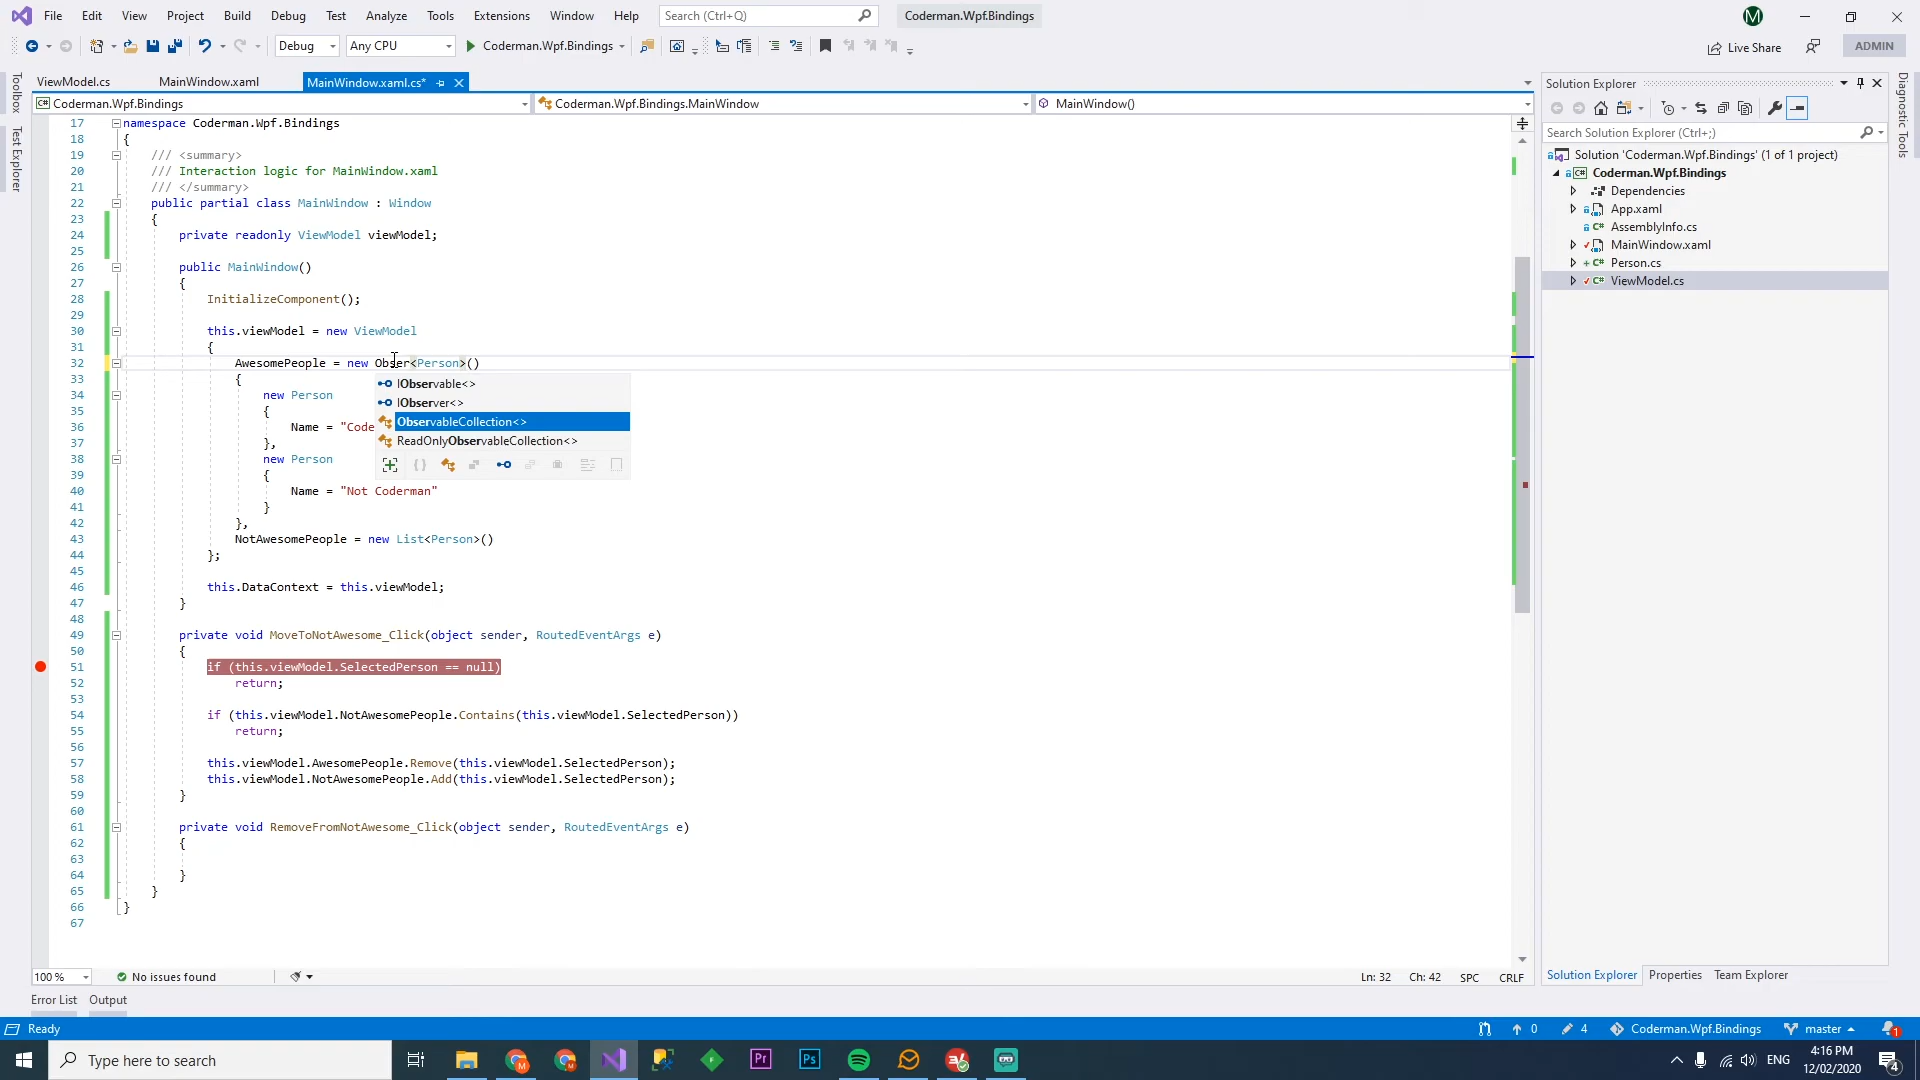 File Edit View Project Build Debug Test Analyze Tools Extensions Window Help Search (Ctrl+Q) Coderman.Wpf.Bindings M
Debug Any CPU Coderman.Wpf.Bindings Live Share ADMIN
ViewModel.cs MainWindow.xaml MainWindow.xaml.cs* Solution Explorer
Coderman.Wpf.Bindings Coderman.Wpf.Bindings.MainWindow MainWindow()
Toolbox
Test Explorer
Diagnostic Tools
17 namespace Coderman.Wpf.Bindings
18 {
19 /// <summary>
20 /// Interaction logic for MainWindow.xaml
21 /// </summary>
22 public partial class MainWindow : Window
23 {
24 private readonly ViewModel viewModel;
25
26 public MainWindow()
27 {
28 InitializeComponent();
29
30 this.viewModel = new ViewModel
31 {
32 AwesomePeople = new Obser<Person>()
33 {
34 new Person
35 {
36 Name = "Code
37 },
38 new Person
39 {
40 Name = "Not Coderman"
41 }
42 },
43 NotAwesomePeople = new List<Person>()
44 };
45
46 this.DataContext = this.viewModel;
47 }
48
49 private void MoveToNotAwesome_Click(object sender, RoutedEventArgs e)
50 {
51 if (this.viewModel.SelectedPerson == null)
52 return;
53
54 if (this.viewModel.NotAwesomePeople.Contains(this.viewModel.SelectedPerson))
55 return;
56
57 this.viewModel.AwesomePeople.Remove(this.viewModel.SelectedPerson);
58 this.viewModel.NotAwesomePeople.Add(this.viewModel.SelectedPerson);
59 }
60
61 private void RemoveFromNotAwesome_Click(object sender, RoutedEventArgs e)
62 {
63
64 }
65 }
66 }
67
IObservable<>
IObserver<>
ObservableCollection<>
ReadOnlyObservableCollection<>
Search Solution Explorer (Ctrl+;)
Solution 'Coderman.Wpf.Bindings' (1 of 1 project)
Coderman.Wpf.Bindings
Dependencies
App.xaml
C# AssemblyInfo.cs
MainWindow.xaml
C# Person.cs
C# ViewModel.cs
100 % No issues found Ln: 32 Ch: 42 SPC CRLF
Solution Explorer Properties Team Explorer
Error List Output
Ready 0 4 Coderman.Wpf.Bindings master 1
Type here to search Pr Ps ENG 4:16 PM
12/02/2020 4